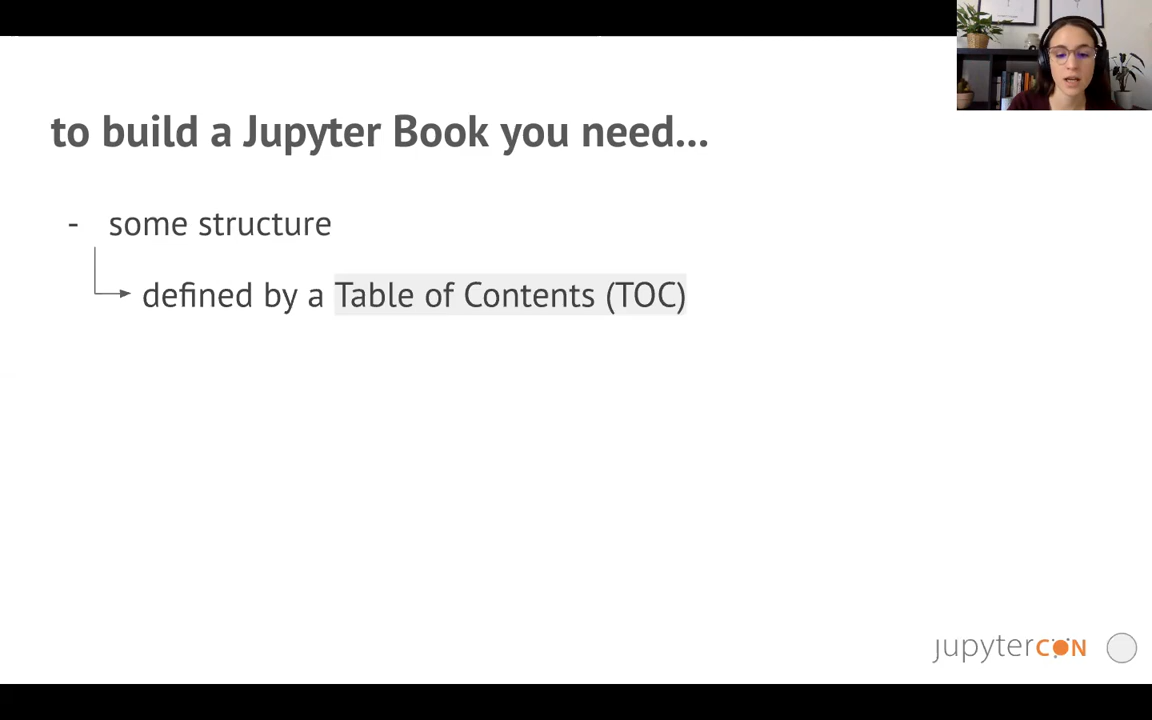 to build a Jupyter Book you need...
- some structure
defined by a Table of Contents (TOC)
jupytercon